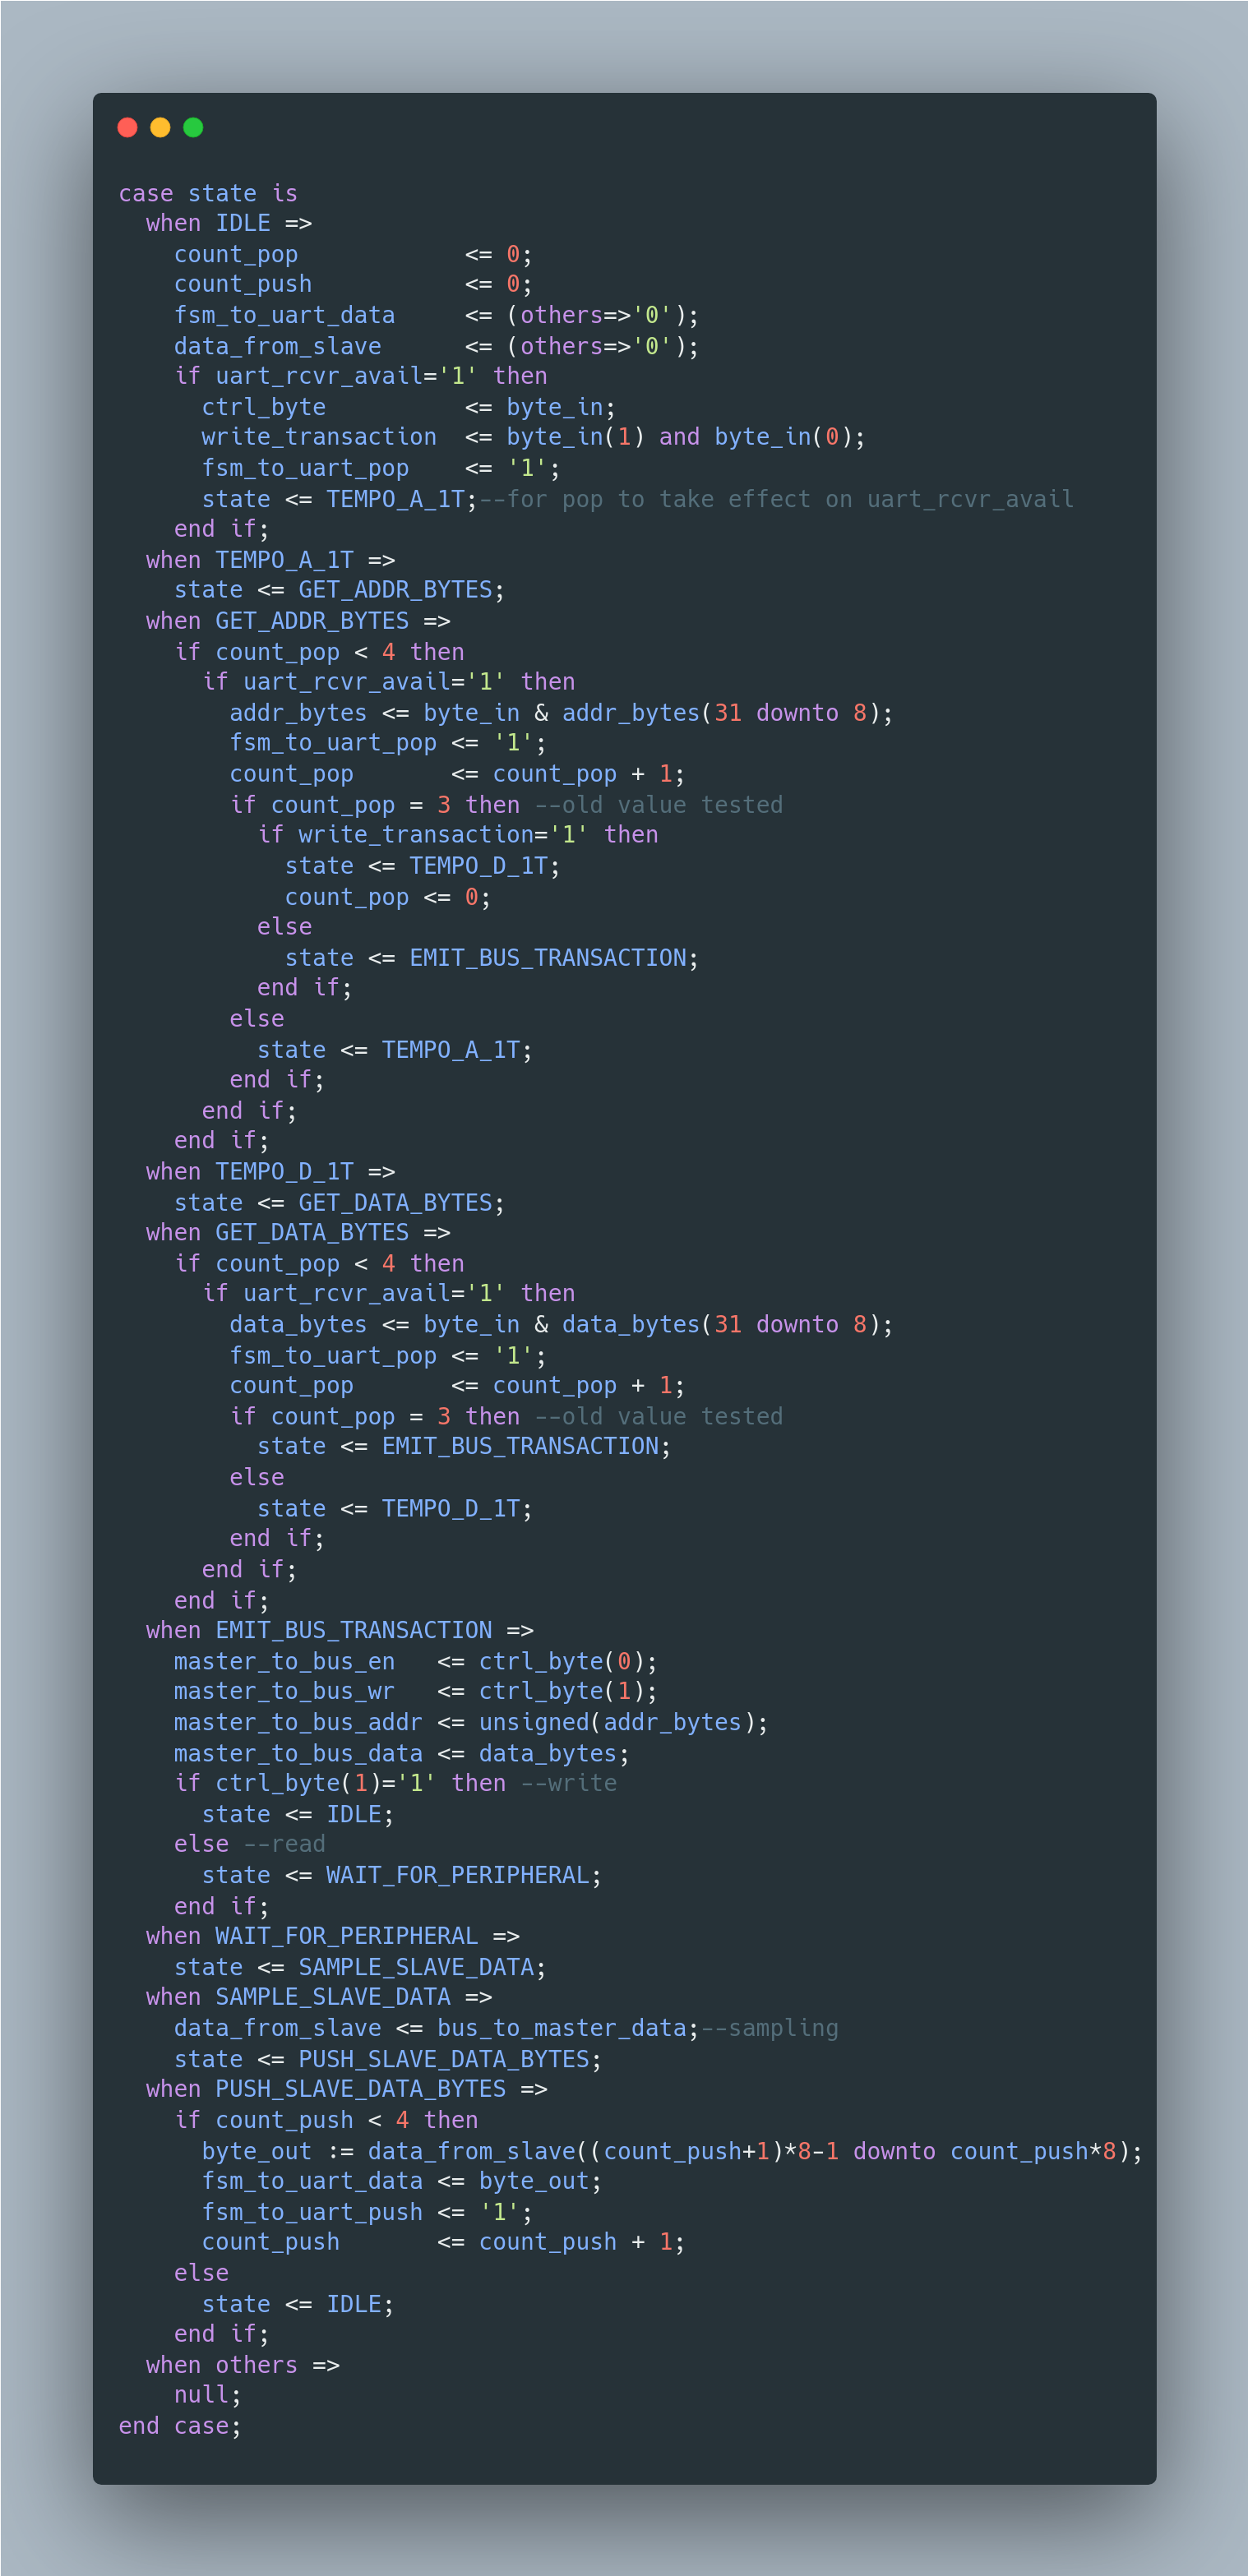 case state is
  when IDLE =>
    count_pop            <= 0;
    count_push           <= 0;
    fsm_to_uart_data     <= (others=>'0');
    data_from_slave      <= (others=>'0');
    if uart_rcvr_avail='1' then
      ctrl_byte          <= byte_in;
      write_transaction  <= byte_in(1) and byte_in(0);
      fsm_to_uart_pop    <= '1';
      state <= TEMPO_A_1T;--for pop to take effect on uart_rcvr_avail
    end if;
  when TEMPO_A_1T =>
    state <= GET_ADDR_BYTES;
  when GET_ADDR_BYTES =>
    if count_pop < 4 then
      if uart_rcvr_avail='1' then
        addr_bytes <= byte_in & addr_bytes(31 downto 8);
        fsm_to_uart_pop <= '1';
        count_pop       <= count_pop + 1;
        if count_pop = 3 then --old value tested
          if write_transaction='1' then
            state <= TEMPO_D_1T;
            count_pop <= 0;
          else
            state <= EMIT_BUS_TRANSACTION;
          end if;
        else
          state <= TEMPO_A_1T;
        end if;
      end if;
    end if;
  when TEMPO_D_1T =>
    state <= GET_DATA_BYTES;
  when GET_DATA_BYTES =>
    if count_pop < 4 then
      if uart_rcvr_avail='1' then
        data_bytes <= byte_in & data_bytes(31 downto 8);
        fsm_to_uart_pop <= '1';
        count_pop       <= count_pop + 1;
        if count_pop = 3 then --old value tested
          state <= EMIT_BUS_TRANSACTION;
        else
          state <= TEMPO_D_1T;
        end if;
      end if;
    end if;
  when EMIT_BUS_TRANSACTION =>
    master_to_bus_en   <= ctrl_byte(0);
    master_to_bus_wr   <= ctrl_byte(1);
    master_to_bus_addr <= unsigned(addr_bytes);
    master_to_bus_data <= data_bytes;
    if ctrl_byte(1)='1' then --write
      state <= IDLE;
    else --read
      state <= WAIT_FOR_PERIPHERAL;
    end if;
  when WAIT_FOR_PERIPHERAL =>
    state <= SAMPLE_SLAVE_DATA;
  when SAMPLE_SLAVE_DATA =>
    data_from_slave <= bus_to_master_data;--sampling
    state <= PUSH_SLAVE_DATA_BYTES;
  when PUSH_SLAVE_DATA_BYTES =>
    if count_push < 4 then
      byte_out := data_from_slave((count_push+1)*8-1 downto count_push*8);
      fsm_to_uart_data <= byte_out;
      fsm_to_uart_push <= '1';
      count_push       <= count_push + 1;
    else
      state <= IDLE;
    end if;
  when others =>
    null;
end case;